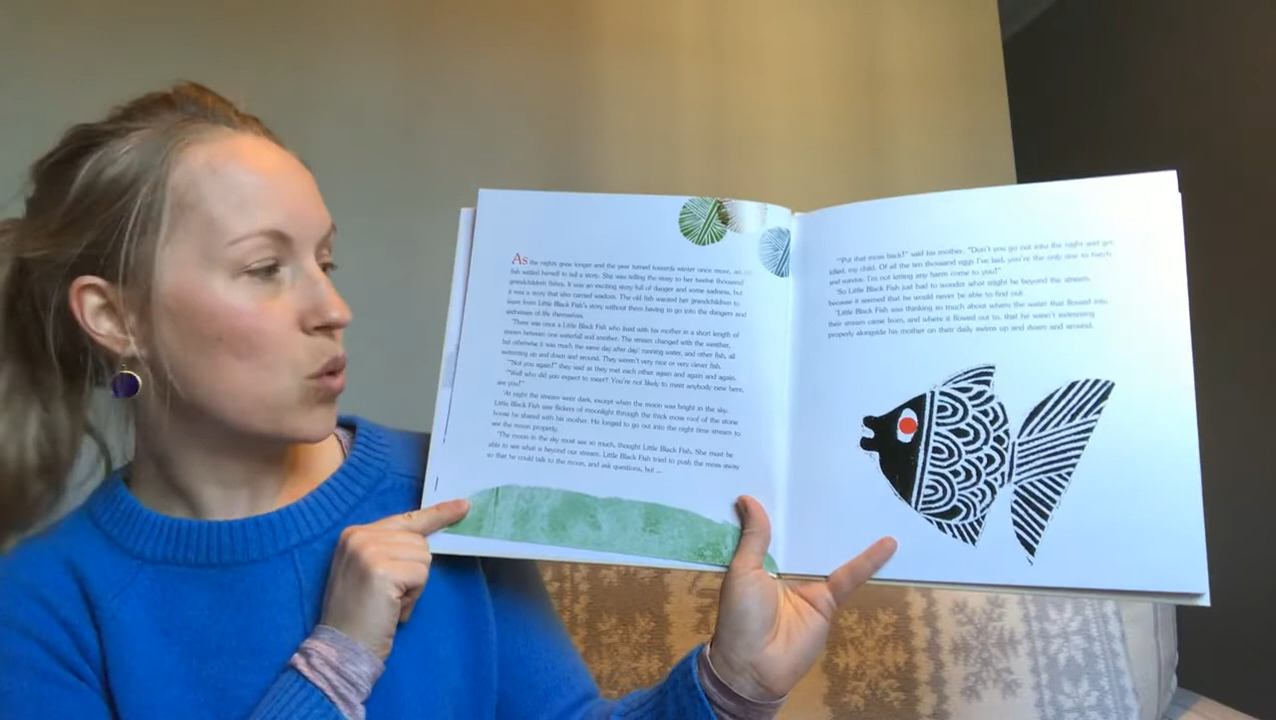 As the nights grew longer and the year turned towards winter once more, an old
fish settled herself to tell a story. She was telling the story to her twelve thousand
grandchildren fishes. It was an exciting story full of danger and some sadness, but
it was a story that also carried wisdom. The old fish wanted her grandchildren to
learn from Little Black Fish's story without them having to go into the dangers and
sadnesses of life themselves.
'There was once a Little Black Fish who lived with his mother in a short length of
stream between one waterfall and another. The stream changed with the weather,
but otherwise it was much the same day after day: running water, and other fish, all
swimming up and down and around. They weren't very nice or very clever fish.
'"Not you again!" they said as they met each other again and again and again.
'"Well who did you expect to meet? You're not likely to meet anybody new here,
are you!"
'At night the stream went dark, except when the moon was bright in the sky.
Little Black Fish saw flickers of moonlight through the thick moss roof of the stone
house he shared with his mother. He longed to go out into the night time stream to
see the moon properly.
'The moon in the sky must see so much, thought Little Black Fish. She must be
able to see what is beyond our stream. Little Black Fish tried to push the moss away
so that he could talk to the moon, and ask questions, but ...
'"Put that moss back!" said his mother. "Don't you go out into the night and get
killed, my child. Of all the ten thousand eggs I've laid, you're the only one to hatch
and survive. I'm not letting any harm come to you!"
'So Little Black Fish just had to wonder what might be beyond the stream,
because it seemed that he would never be able to find out.
'Little Black Fish was thinking so much about where the water that flowed into
their stream came from, and where it flowed out to, that he wasn't swimming
properly alongside his mother on their daily swims up and down and around.